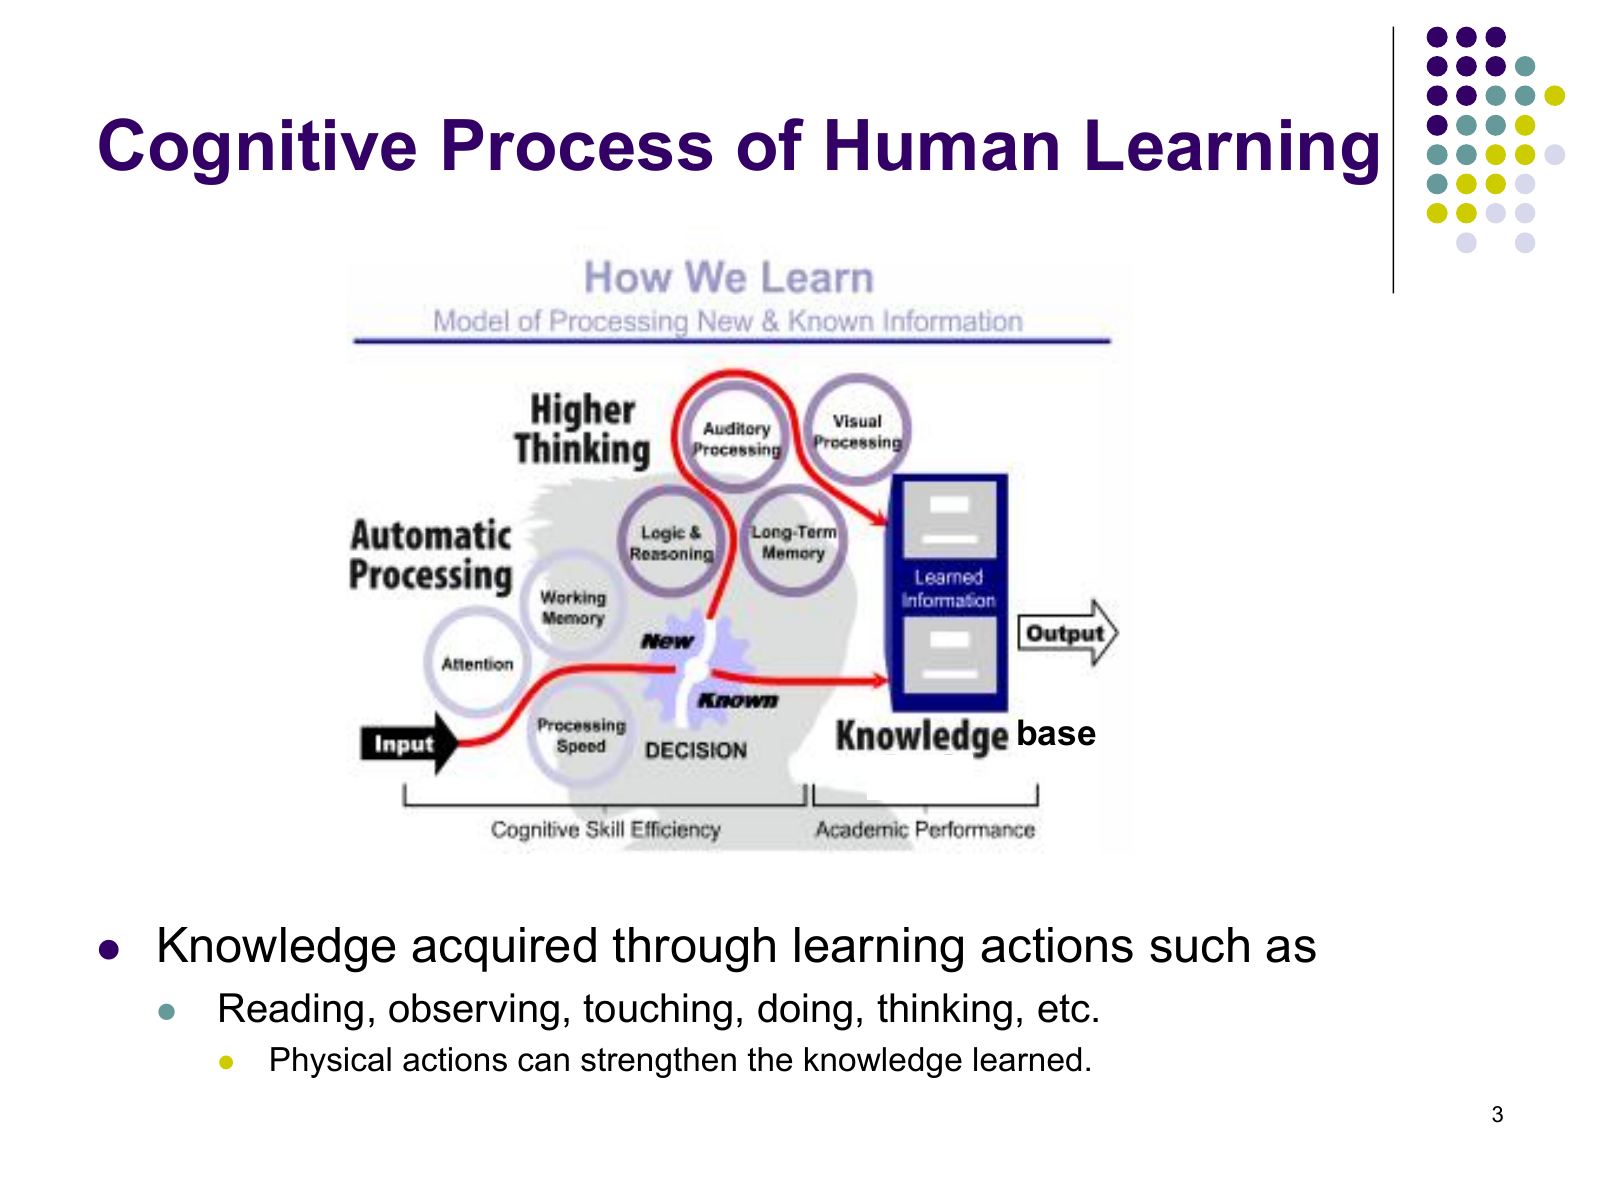 Cognitive Process of Human Learning
How We Learn
Model of Processing New & Known Information
Higher
Thinking
Auditory
Processing
Visual
Processing
Automatic
Processing
Logic &
Reasoning
Long-Term
Memory
Working
Memory
Attention
Learned
Information
New
Known
Output
Input
Processing
Speed
DECISION
Knowledge base
Cognitive Skill Efficiency
Academic Performance
Knowledge acquired through learning actions such as
Reading, observing, touching, doing, thinking, etc.
Physical actions can strengthen the knowledge learned.
3